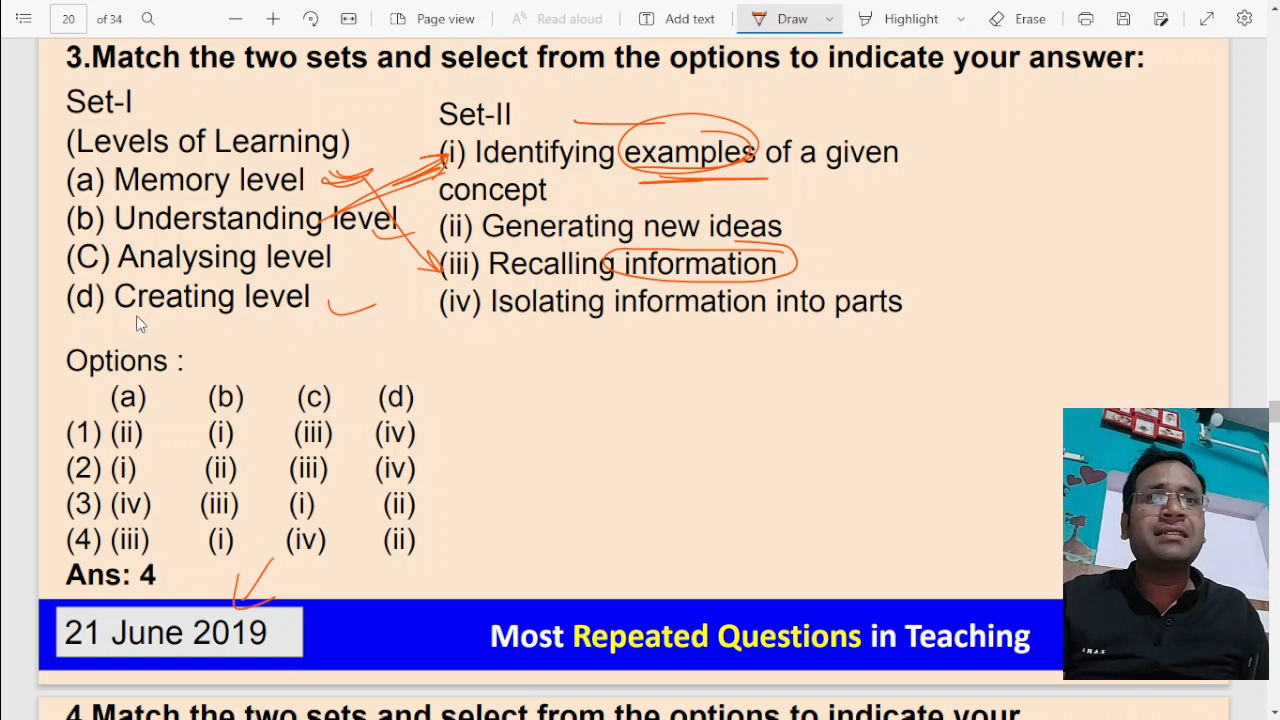 20 of 34 Page view Read aloud Add text Draw Highlight Erase
3.Match the two sets and select from the options to indicate your answer:
Set-I
(Levels of Learning)
(a) Memory level
(b) Understanding level
(C) Analysing level
(d) Creating level
Set-II
(i) Identifying examples of a given
concept
(ii) Generating new ideas
(iii) Recalling information
(iv) Isolating information into parts
Options :
(a) (b) (c) (d)
(1) (ii) (i) (iii) (iv)
(2) (i) (ii) (iii) (iv)
(3) (iv) (iii) (i) (ii)
(4) (iii) (i) (iv) (ii)
Ans: 4
21 June 2019
Most Repeated Questions in Teaching
4.Match the two sets and select from the options to indicate your